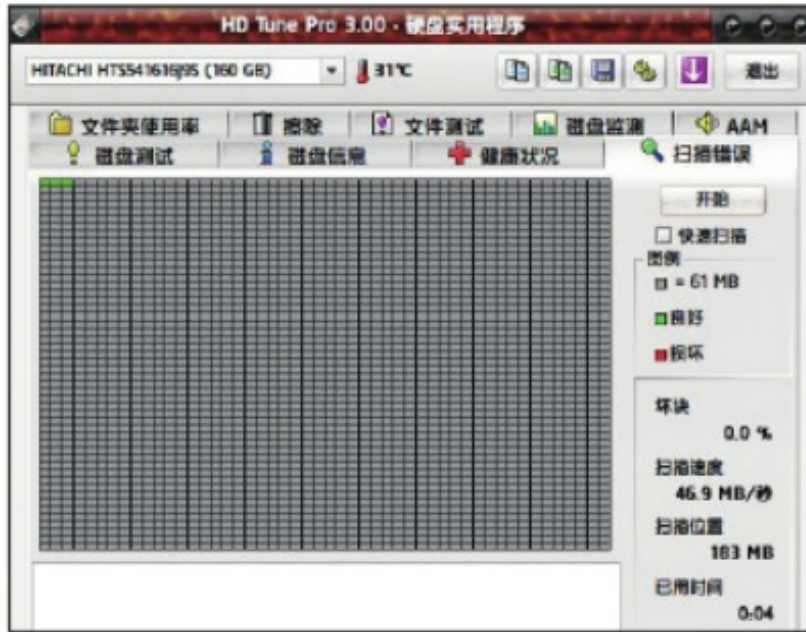 HD Tune Pro 3.00 - 硬盘实用程序
HITACHI HTS541616J9S (160 GB)
31℃
退出
文件夹使用率
擦除
文件测试
磁盘监测
AAM
磁盘测试
磁盘信息
健康状况
扫描错误
开始
快速扫描
图例
= 61 MB
良好
损坏
坏块
0.0 %
扫描速度
46.9 MB/秒
扫描位置
183 MB
已用时间
0:04